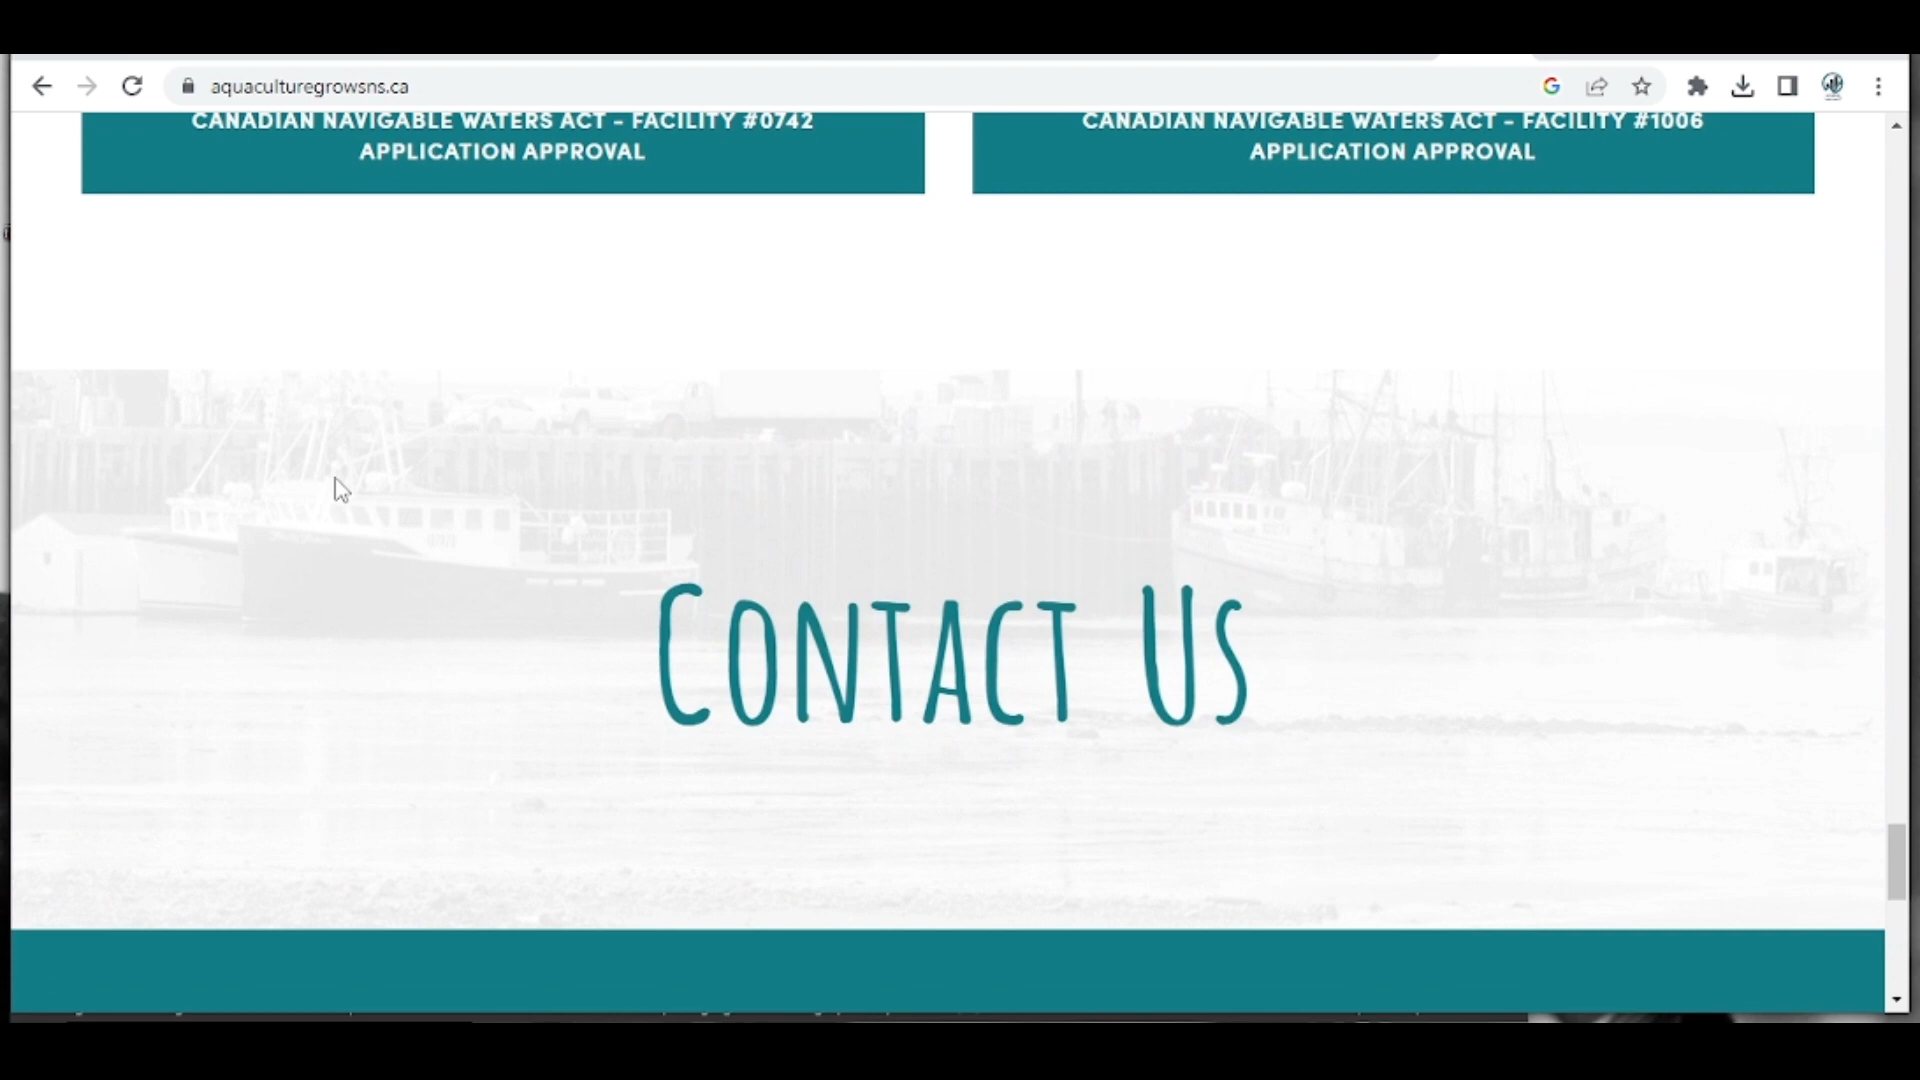 aquaculturegrowsns.ca
CANADIAN NAVIGABLE WATERS ACT - FACILITY #0742
APPLICATION APPROVAL
CANADIAN NAVIGABLE WATERS ACT - FACILITY #1006
APPLICATION APPROVAL
CONTACT US